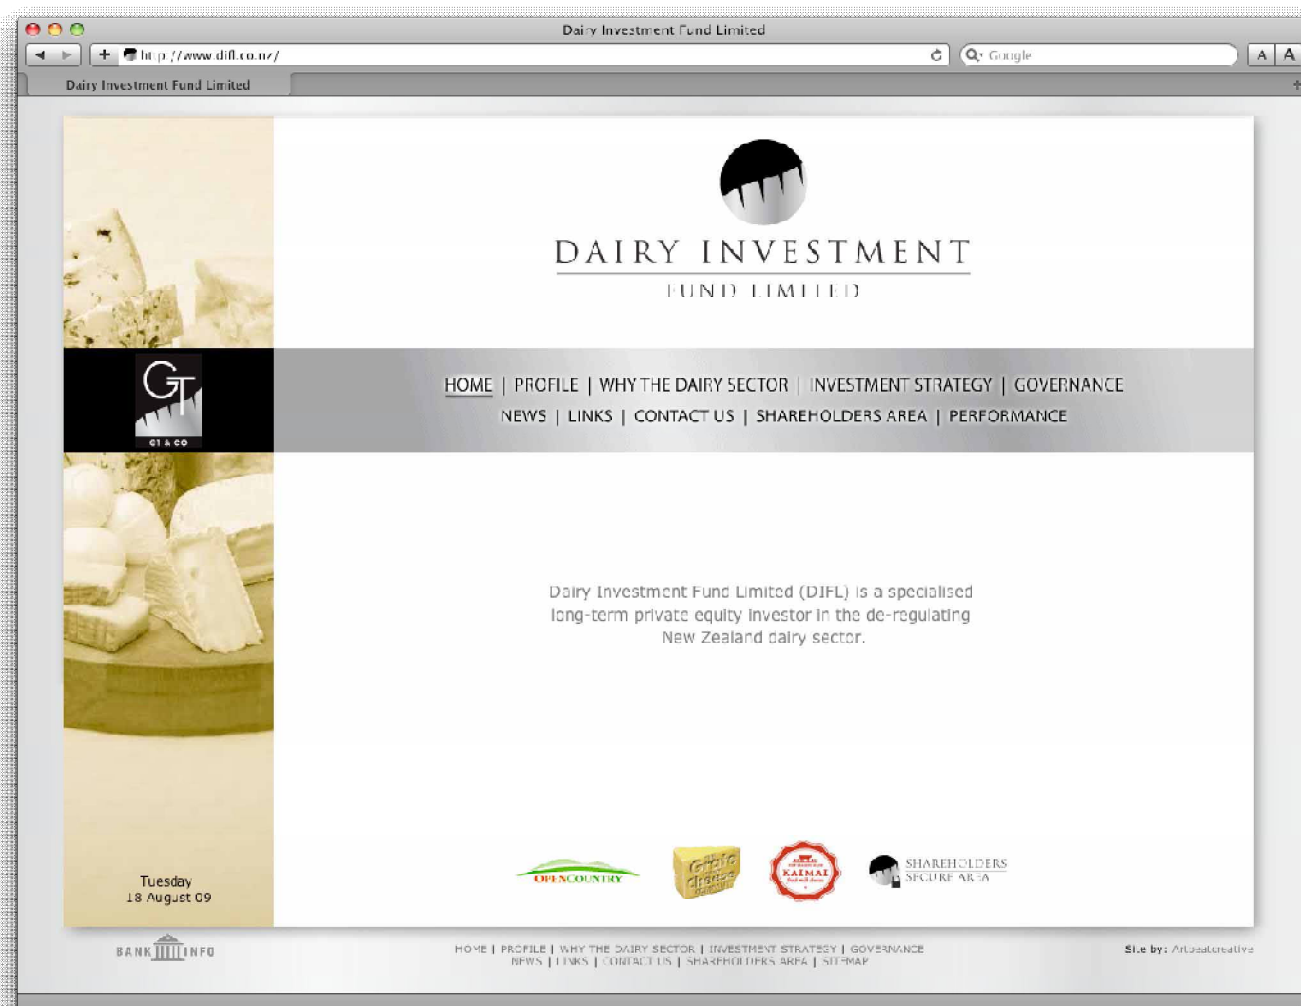 Dairy Investment Fund Limited
http://www.difl.co.nz/
Google
A A
Dairy Investment Fund Limited
DAIRY INVESTMENT
FUND LIMITED
GT
GT & CO
HOME | PROFILE | WHY THE DAIRY SECTOR | INVESTMENT STRATEGY | GOVERNANCE
NEWS | LINKS | CONTACT US | SHAREHOLDERS AREA | PERFORMANCE
Dairy Investment Fund Limited (DIFL) is a specialised
long-term private equity investor in the de-regulating
New Zealand dairy sector.
OPENCOUNTRY
KAIMAI
SHAREHOLDERS
SECURE AREA
cheese
Tuesday
18 August 09
BANK INFO
HOME | PROFILE | WHY THE DAIRY SECTOR | INVESTMENT STRATEGY | GOVERNANCE
NEWS | LINKS | CONTACT US | SHAREHOLDERS AREA | SITEMAP
Site by: Artbeatcreative